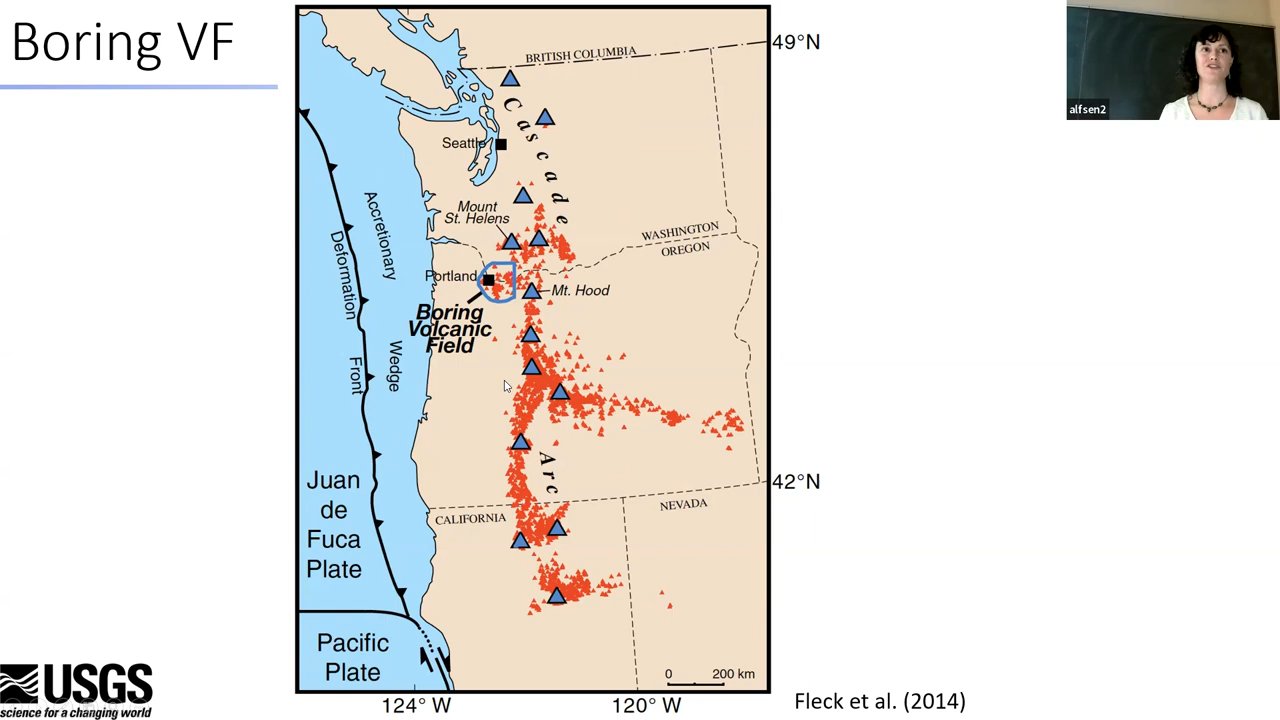 Boring VF
49°N
alfsen2
BRITISH COLUMBIA
Cascade
Seattle
Accretionary
Wedge
Deformation
Front
Mount
St. Helens
WASHINGTON
OREGON
Portland
Mt. Hood
Boring
Volcanic
Field
Arc
42°N
CALIFORNIA
NEVADA
Juan
de
Fuca
Plate
Pacific
Plate
0 200 km
124° W 120° W
USGS
science for a changing world
Fleck et al. (2014)